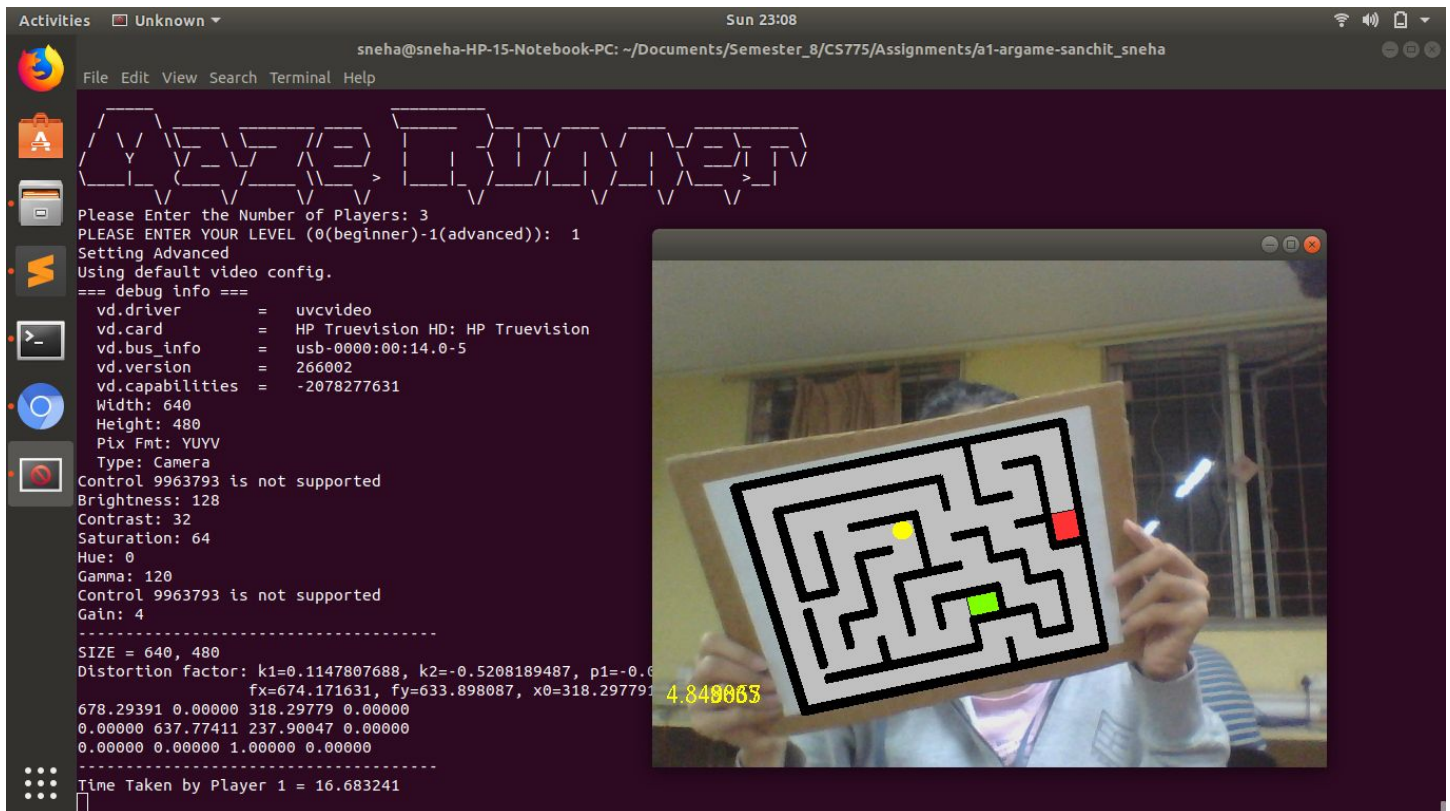 Activities Unknown Sun 23:08
sneha@sneha-HP-15-Notebook-PC: ~/Documents/Semester_8/CS775/Assignments/a1-argame-sanchit_sneha
File Edit View Search Terminal Help
Maze Runner
Please Enter the Number of Players: 3
PLEASE ENTER YOUR LEVEL (0(beginner)-1(advanced)): 1
Setting Advanced
Using default video config.
=== debug info ===
vd.driver = uvcvideo
vd.card = HP Truevision HD: HP Truevision
vd.bus_info = usb-0000:00:14.0-5
vd.version = 266002
vd.capabilities = -2078277631
Width: 640
Height: 480
Pix Fmt: YUYV
Type: Camera
Control 9963793 is not supported
Brightness: 128
Contrast: 32
Saturation: 64
Hue: 0
Gamma: 120
Control 9963793 is not supported
Gain: 4
---------------------------------------
SIZE = 640, 480
Distortion factor: k1=0.1147807688, k2=-0.5208189487, p1=-0.0
fx=674.171631, fy=633.898087, x0=318.297791
678.29391 0.00000 318.29779 0.00000
0.00000 637.77411 237.90047 0.00000
0.00000 0.00000 1.00000 0.00000
---------------------------------------
Time Taken by Player 1 = 16.683241